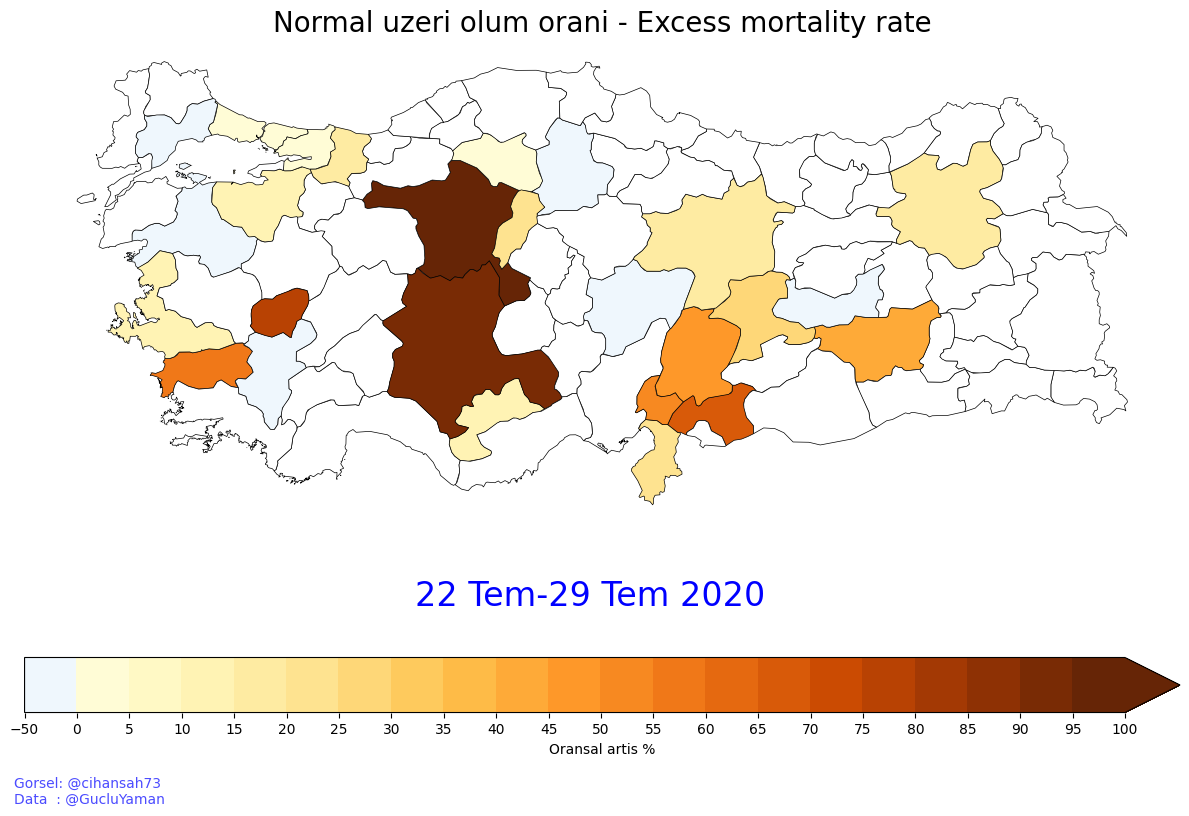 Normal uzeri olum orani - Excess mortality rate
22 Tem-29 Tem 2020
−50 0 5 10 15 20 25 30 35 40 45 50 55 60 65 70 75 80 85 90 95 100
Oransal artis %
Gorsel: @cihansah73
Data  : @GucluYaman